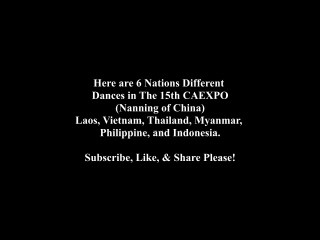 Here are 6 Nations Different
Dances in The 15th CAEXPO
(Nanning of China)
Laos, Vietnam, Thailand, Myanmar,
Philippine, and Indonesia.
Subscribe, Like, & Share Please!